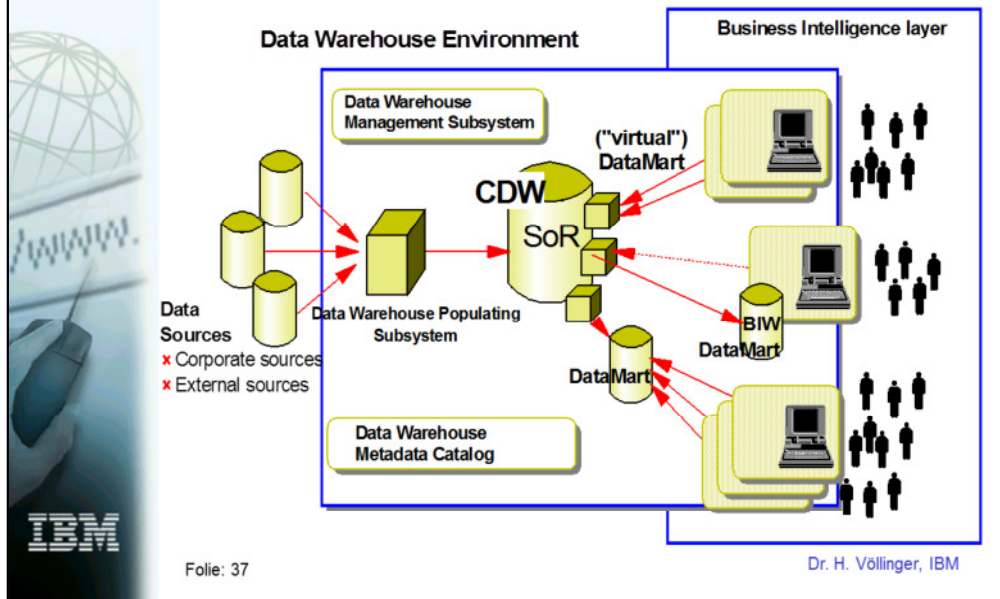 Business Intelligence layer
Data Warehouse Environment
Data Warehouse
Management Subsystem
("virtual")
DataMart
CDW
SoR
Data
Sources
x Corporate sources
x External sources
Data Warehouse Populating
Subsystem
BIW
DataMart
DataMart
Data Warehouse
Metadata Catalog
IBM
Folie: 37
Dr. H. Völlinger, IBM